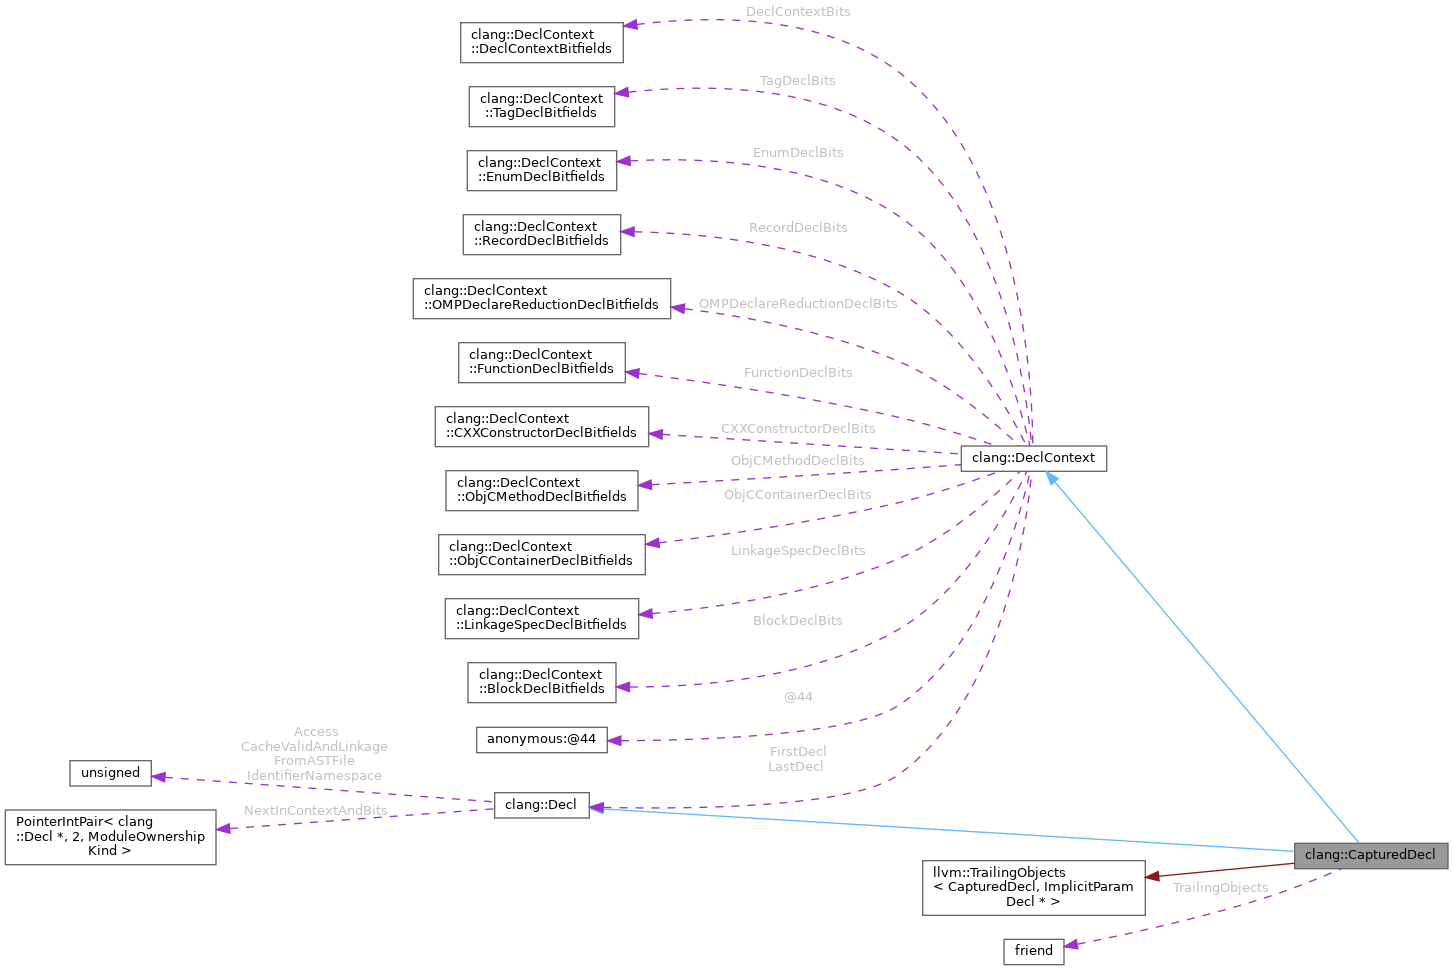 DeclContextBits
clang::DeclContext
::DeclContextBitfields
TagDeclBits
clang::DeclContext
::TagDeclBitfields
EnumDeclBits
clang::DeclContext
::EnumDeclBitfields
RecordDeclBits
clang::DeclContext
::RecordDeclBitfields
clang::DeclContext
::OMPDeclareReductionDeclBitfields
OMPDeclareReductionDeclBits
clang::DeclContext
::FunctionDeclBitfields
FunctionDeclBits
clang::DeclContext
::CXXConstructorDeclBitfields
CXXConstructorDeclBits
clang::DeclContext
ObjCMethodDeclBits
clang::DeclContext
::ObjCMethodDeclBitfields
ObjCContainerDeclBits
clang::DeclContext
::ObjCContainerDeclBitfields
LinkageSpecDeclBits
clang::DeclContext
::LinkageSpecDeclBitfields
BlockDeclBits
clang::DeclContext
::BlockDeclBitfields
@44
anonymous:@44
FirstDecl
LastDecl
Access
CacheValidAndLinkage
FromASTFile
IdentifierNamespace
unsigned
clang::Decl
NextInContextAndBits
PointerIntPair< clang
::Decl *, 2, ModuleOwnership
Kind >
clang::CapturedDecl
llvm::TrailingObjects
< CapturedDecl, ImplicitParam
Decl * >
TrailingObjects
friend